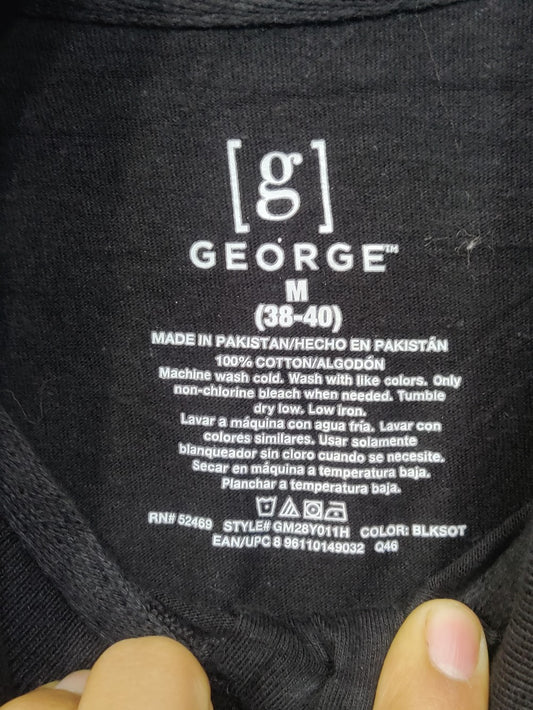 [g]
GEORGE™
M
(38-40)
MADE IN PAKISTAN/HECHO EN PAKISTÁN
100% COTTON/ALGODÓN
Machine wash cold. Wash with like colors. Only
non-chlorine bleach when needed. Tumble
dry low. Low iron.
Lavar a máquina con agua fría. Lavar con
colores similares. Usar solamente
blanqueador sin cloro cuando se necesite.
Secar en máquina a temperatura baja.
Planchar a temperatura baja.
RN# 52469 STYLE# GM28Y011H COLOR: BLKSOT
EAN/UPC 8 96110149032 Q46